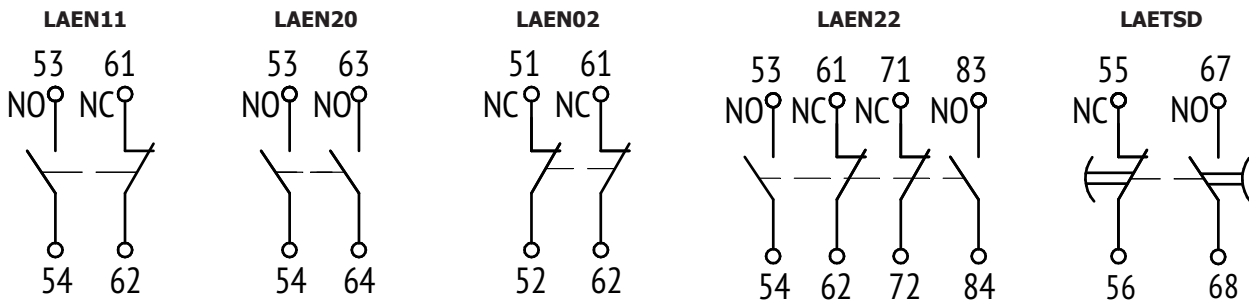 LAEN11 LAEN20 LAEN02 LAEN22 LAETSD
53 61 53 63 51 61 53 61 71 83 55 67
NO NC NO NO NC NC NO NC NC NO NC NO
54 62 54 64 52 62 54 62 72 84 56 68